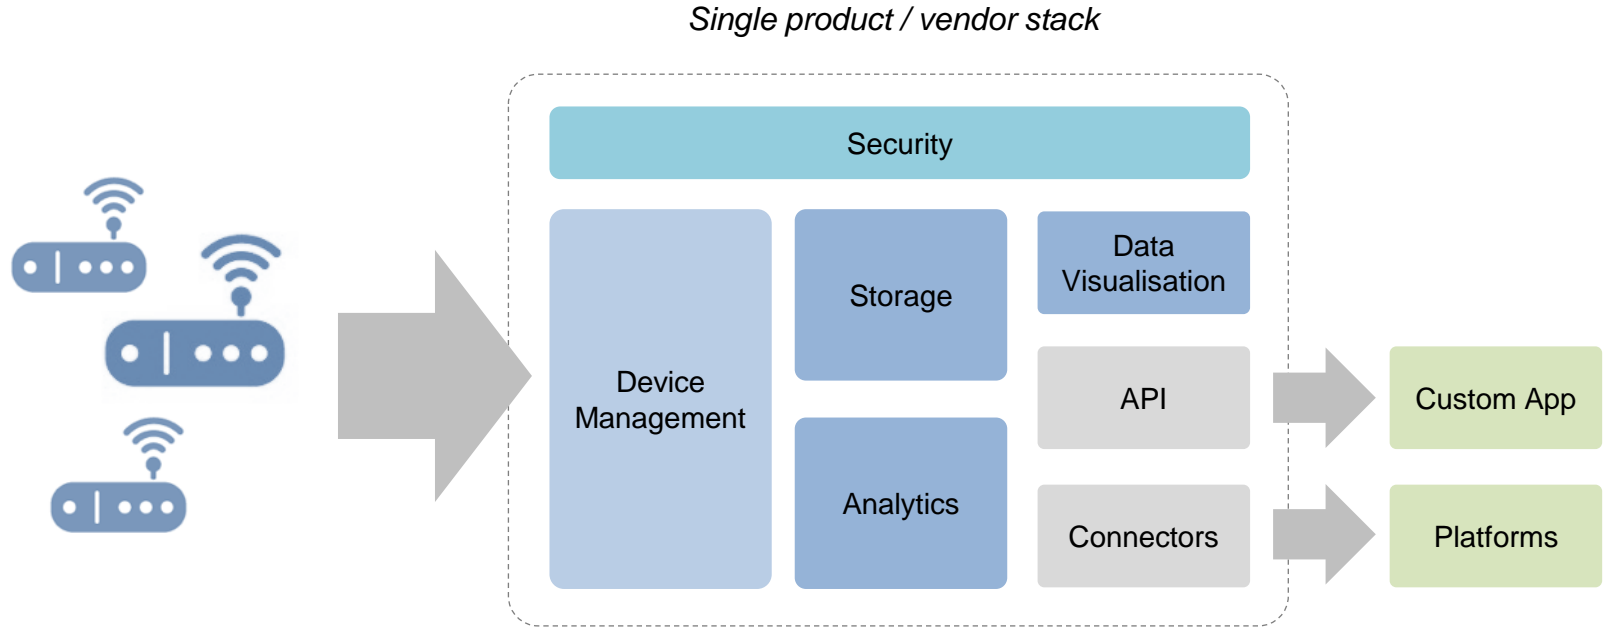 Single product / vendor stack
Security
Device
Management
Storage
Analytics
Data
Visualisation
API
Connectors
Custom App
Platforms